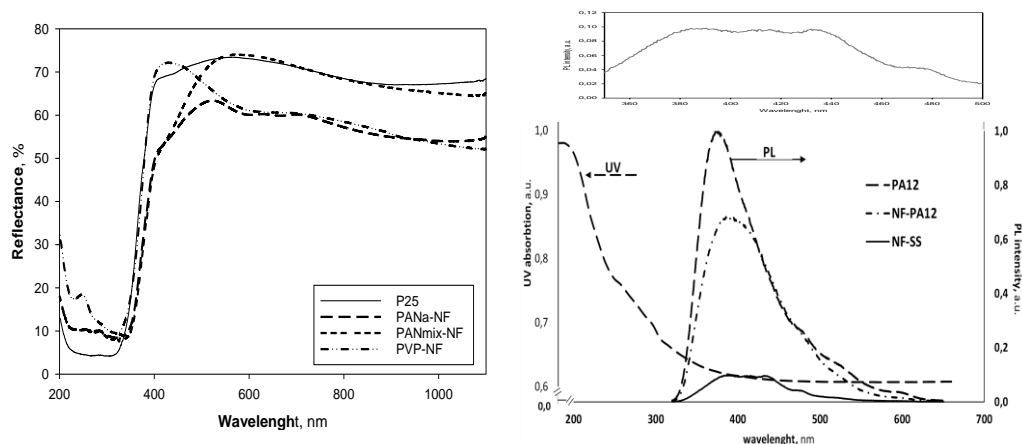 80
70
60
50
40
30
20
10
0
200 400 600 800 1000
Reflectance, %
Wavelenght, nm
P25
PANa-NF
PANmix-NF
PVP-NF
0,12
0,10
0,08
0,06
0,04
0,02
0,00
PL intensity, a.u.
360 380 400 420 440 460 480 500
Wavelenght, nm
1,0
0,9
0,8
0,7
0,6
0,0
UV absorbtion, a.u.
UV
PL
PA12
NF-PA12
NF-SS
1,0
0,8
0,6
0,4
0,2
0,0
PL intensity, a.u.
200 300 400 500 600 700
wavelenght, nm